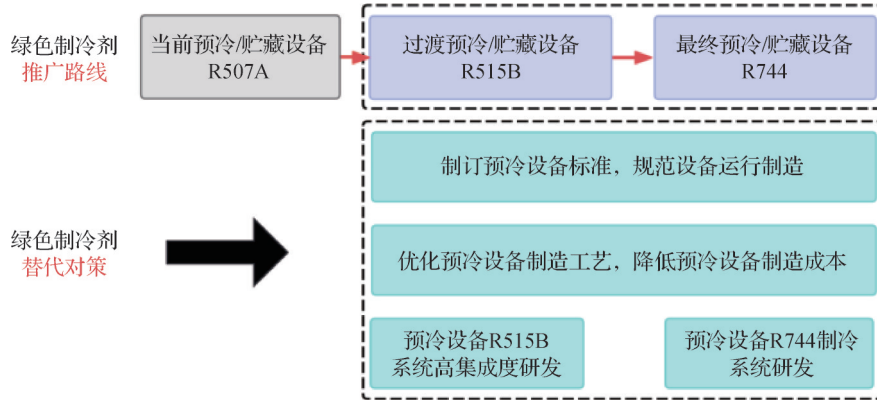 绿色制冷剂
推广路线
当前预冷/贮藏设备
R507A
过渡预冷/贮藏设备
R515B
最终预冷/贮藏设备
R744
绿色制冷剂
替代对策
制订预冷设备标准，规范设备运行制造
优化预冷设备制造工艺，降低预冷设备制造成本
预冷设备R515B
系统高集成度研发
预冷设备R744制冷
系统研发